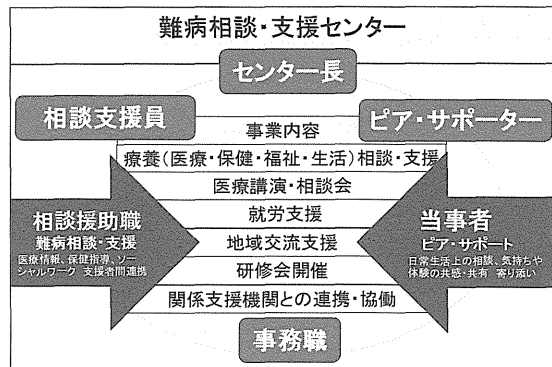 難病相談・支援センター
センター長
相談支援員
ピア・サポーター
事業内容
療養(医療・保健・福祉・生活)相談・支援
医療講演・相談会
就労支援
地域交流支援
研修会開催
関係支援機関との連携・協働
相談援助職
難病相談・支援
医療情報、保健指導、ソー
シャルワーク 支援者間連携
当事者
ピア・サポート
日常生活上の相談、気持ちや
体験の共感・共有 寄り添い
事務職